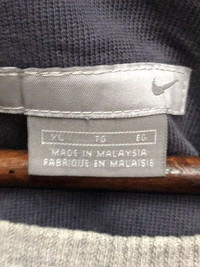 XL TG EG
MADE IN MALAYSIA
FABRIQUE EN MALAISIE